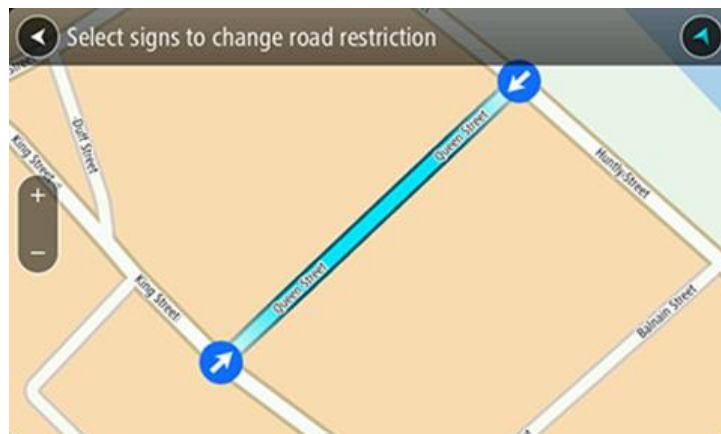 Select signs to change road restriction
Street
Duff Street
King Street
Queen Street
Huntly Street
+
−
Queen Street
King Street
Balnain Street